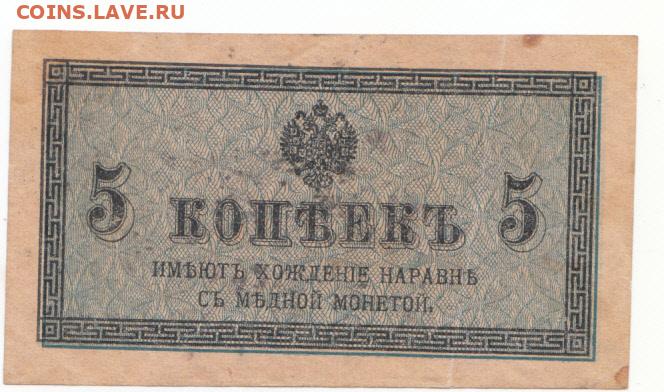 COINS.LAVE.RU
5 КОПѢЕКЪ 5
ИМѢЮТЪ ХОЖДЕНІЕ НАРАВНѢ
СЪ МѢДНОЙ МОНЕТОЙ.